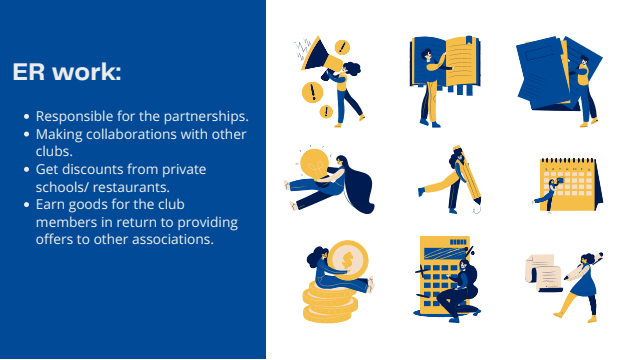 ER work:
• Responsible for the partnerships.
• Making collaborations with other
clubs.
• Get discounts from private
schools/ restaurants.
• Earn goods for the club
members in return to providing
offers to other associations.